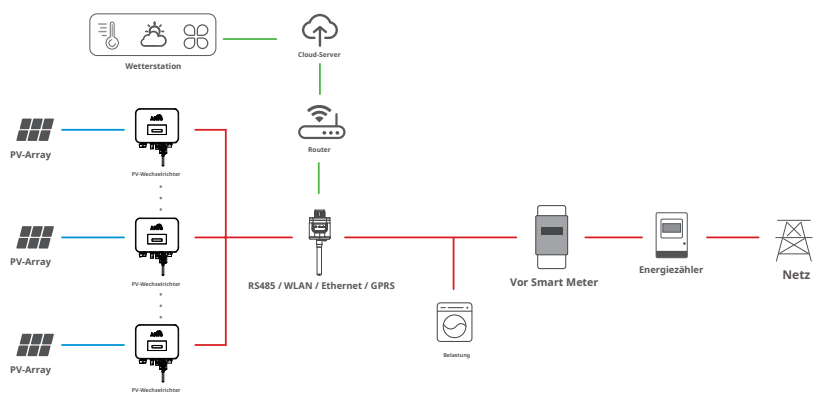 Wetterstation
Cloud-Server
Router
PV-Array
PV-Wechselrichter
PV-Array
PV-Wechselrichter
RS485 / WLAN / Ethernet / GPRS
Vor Smart Meter
Energiezähler
Netz
Belastung
PV-Array
PV-Wechselrichter